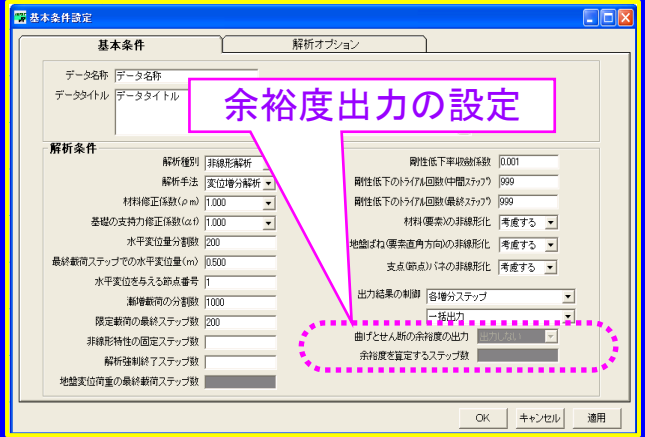 基本条件設定
基本条件
解析オプション
データ名称 データ名称
データタイトル データタイトル
余裕度出力の設定
解析条件
解析種別 非線形解析
解析手法 変位増分解析
材料修正係数(ρm) 1.000
基礎の支持力修正係数(αf) 1.000
水平変位量分割数 200
最終載荷ステップでの水平変位量(m) 0.500
水平変位を与える節点番号 1
漸増載荷の分割数 1000
限定載荷の最終ステップ数 200
非線形特性の固定ステップ数
解析強制終了ステップ数
地盤変位荷重の最終載荷ステップ数
剛性低下率収斂係数 0.001
剛性低下のトライアル回数(中間ステップ) 999
剛性低下のトライアル回数(最終ステップ) 999
材料(要素)の非線形化 考慮する
地盤ばね(要素直角方向)の非線形化 考慮する
支点(節点)バネの非線形化 考慮する
出力結果の制御 各増分ステップ
一括出力
曲げとせん断の余裕度の出力 出力しない
余裕度を算定するステップ数
OK キャンセル 適用